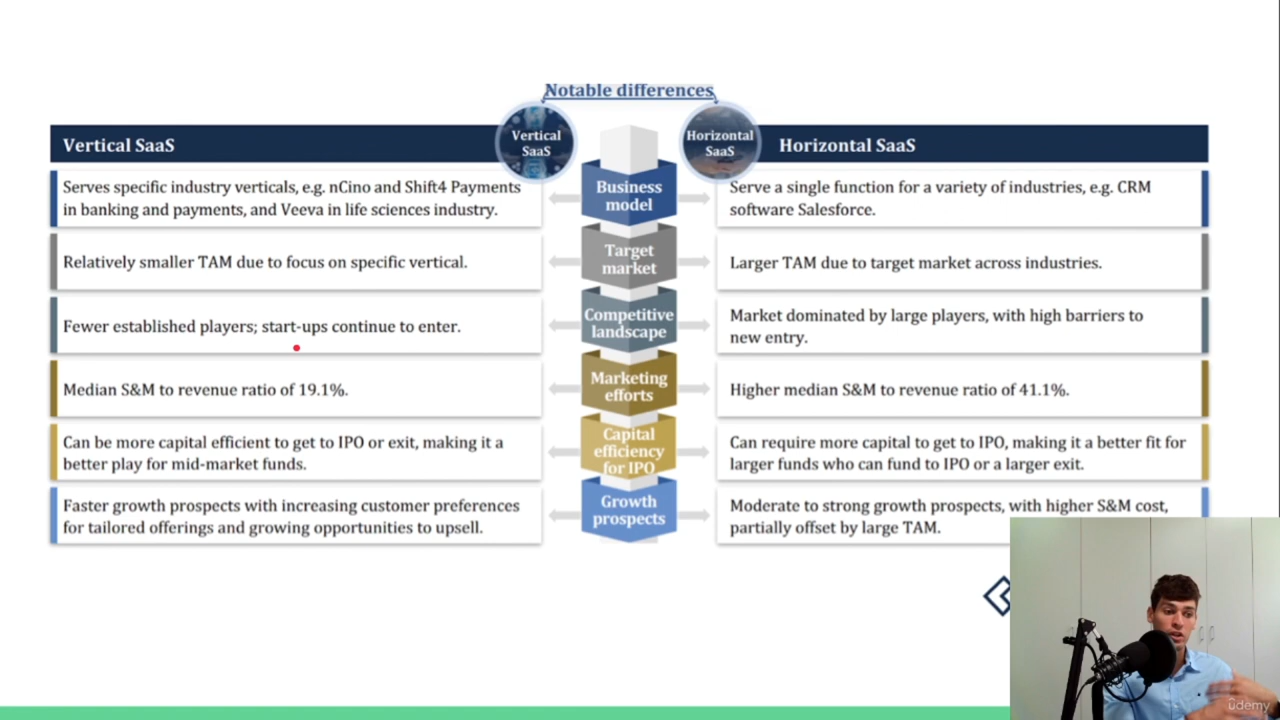 Notable differences
Vertical SaaS
Vertical
SaaS
Horizontal
SaaS
Horizontal SaaS
Serves specific industry verticals, e.g. nCino and Shift4 Payments
in banking and payments, and Veeva in life sciences industry.
Business
model
Serve a single function for a variety of industries, e.g. CRM
software Salesforce.
Relatively smaller TAM due to focus on specific vertical.
Target
market
Larger TAM due to target market across industries.
Fewer established players; start-ups continue to enter.
Competitive
landscape
Market dominated by large players, with high barriers to
new entry.
Median S&M to revenue ratio of 19.1%.
Marketing
efforts
Higher median S&M to revenue ratio of 41.1%.
Can be more capital efficient to get to IPO or exit, making it a
better play for mid-market funds.
Capital
efficiency
for IPO
Can require more capital to get to IPO, making it a better fit for
larger funds who can fund to IPO or a larger exit.
Faster growth prospects with increasing customer preferences
for tailored offerings and growing opportunities to upsell.
Growth
prospects
Moderate to strong growth prospects, with higher S&M cost,
partially offset by large TAM.
udemy